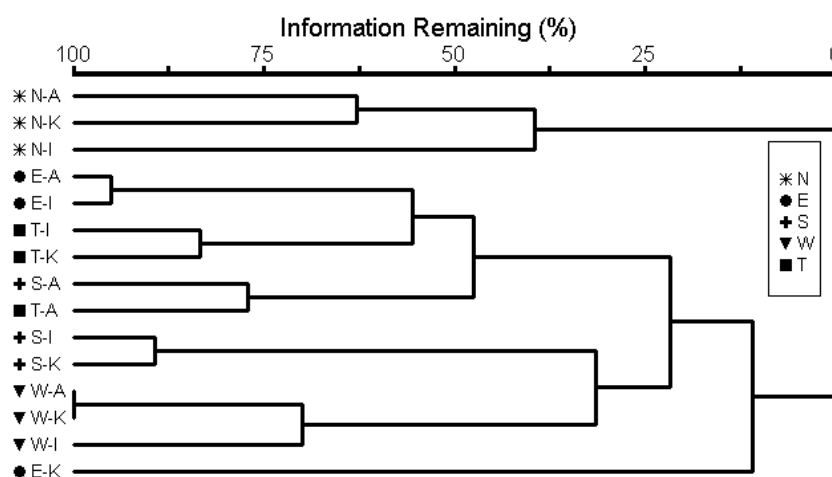 Information Remaining (%)
100 75 50 25 0
N-A
N-K
N-I
E-A
E-I
T-I
T-K
S-A
T-A
S-I
S-K
W-A
W-K
W-I
E-K
N
E
S
W
T